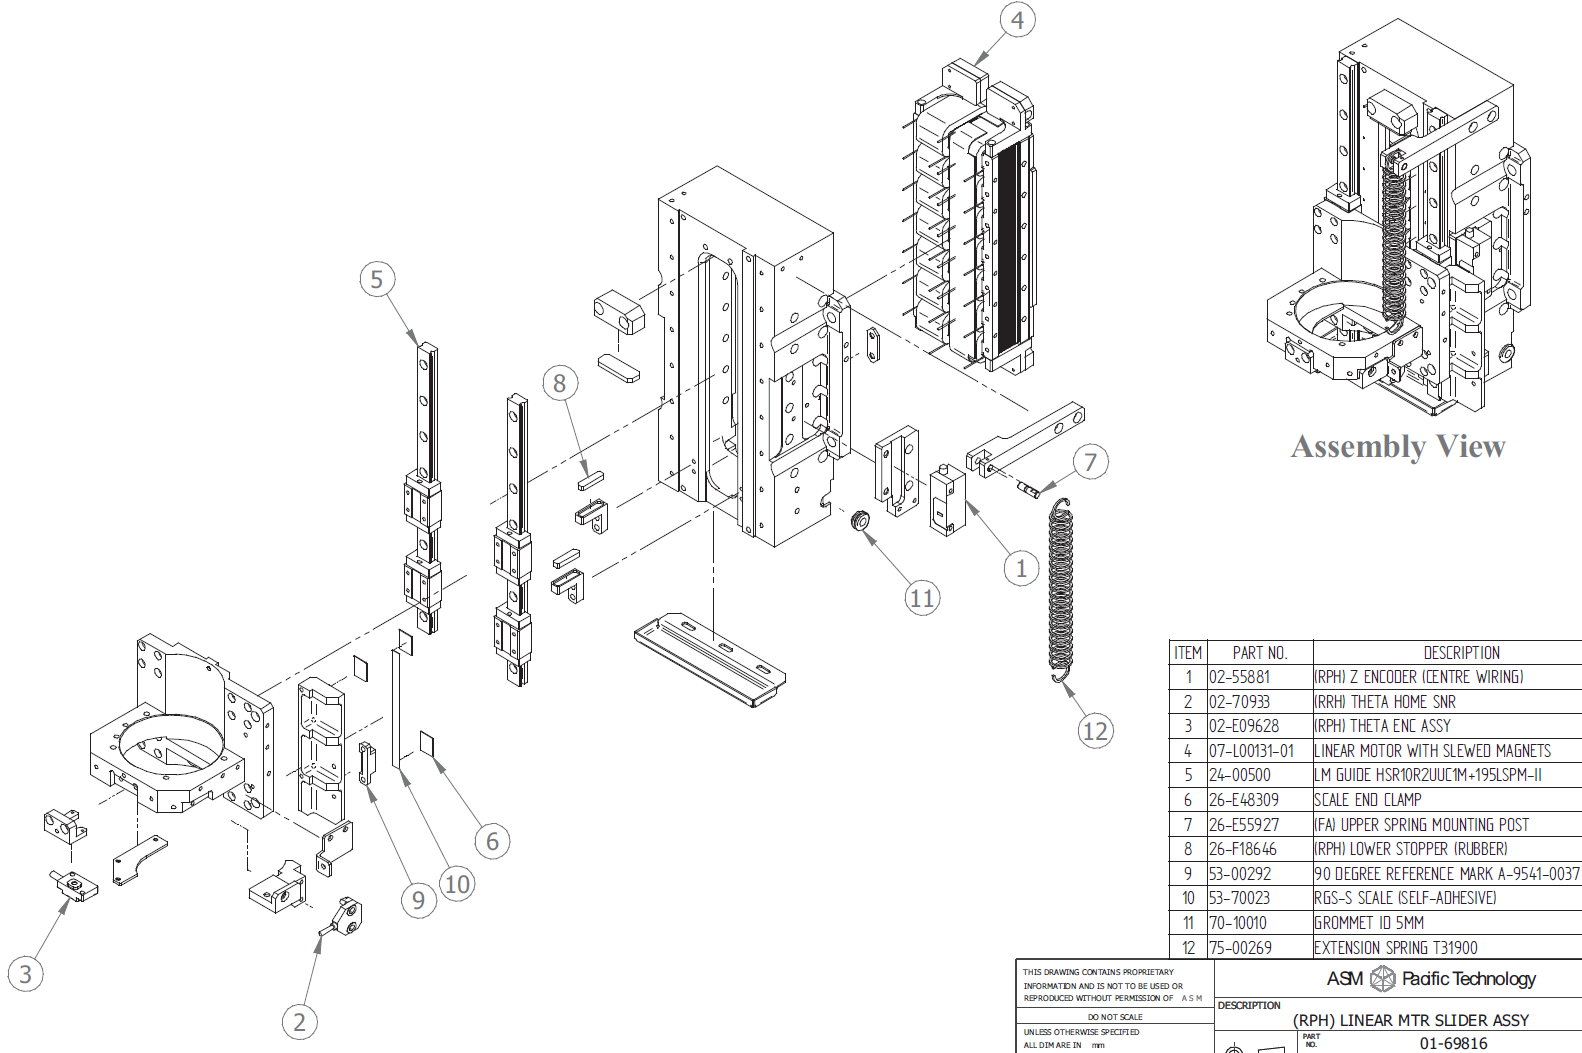 4
5
8
7
1
11
12
6
10
9
3
2
Assembly View
ITEM PART NO. DESCRIPTION
1 02-55881 (RPH) Z ENCODER (CENTRE WIRING)
2 02-70933 (RRH) THETA HOME SNR
3 02-E09628 (RPH) THETA ENC ASSY
4 07-L00131-01 LINEAR MOTOR WITH SLEWED MAGNETS
5 24-00500 LM GUIDE HSR10R2UUC1M+195LSPM-II
6 26-E48309 SCALE END CLAMP
7 26-E55927 (FA) UPPER SPRING MOUNTING POST
8 26-F18646 (RPH) LOWER STOPPER (RUBBER)
9 53-00292 90 DEGREE REFERENCE MARK A-9541-0037
10 53-70023 RGS-S SCALE (SELF-ADHESIVE)
11 70-10010 GROMMET ID 5MM
12 75-00269 EXTENSION SPRING T31900
THIS DRAWING CONTAINS PROPRIETARY
INFORMATION AND IS NOT TO BE USED OR
REPRODUCED WITHOUT PERMISSION OF ASM
DO NOT SCALE
UNLESS OTHERWISE SPECIFIED
ALL DIM ARE IN mm
ASM Pacific Technology
DESCRIPTION
(RPH) LINEAR MTR SLIDER ASSY
PART
NO.
01-69816